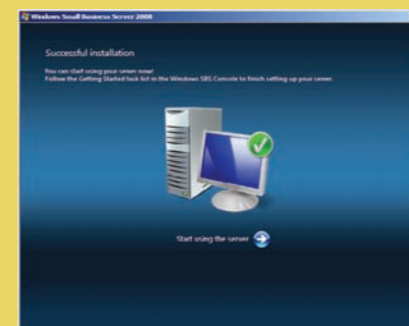 Windows Small Business Server 2008
Successful installation
You can start using your server now!
Follow the Getting Started task list in the Windows SBS Console to finish setting up your server.
Start using the server